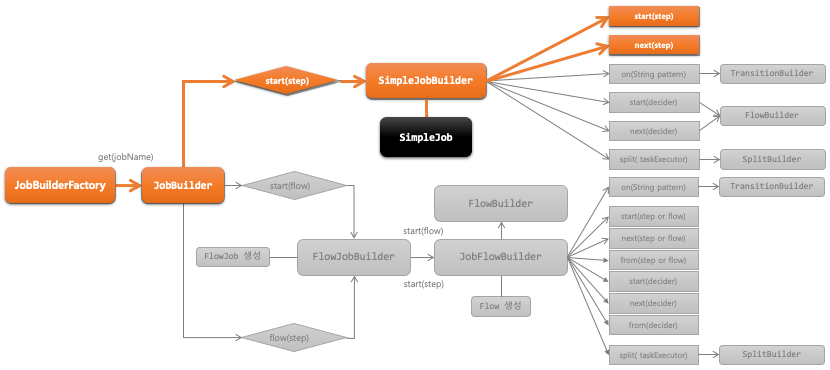 start(step)
next(step)
start(step)
SimpleJobBuilder
on(String pattern)
TransitionBuilder
start(decider)
FlowBuilder
SimpleJob
next(decider)
get(jobName)
split( taskExecutor)
SplitBuilder
JobBuilderFactory
JobBuilder
start(flow)
on(String pattern)
TransitionBuilder
FlowBuilder
start(step or flow)
start(flow)
next(step or flow)
FlowJob 생성
FlowJobBuilder
JobFlowBuilder
from(step or flow)
start(step)
start(decider)
Flow 생성
next(decider)
from(decider)
flow(step)
split( taskExecutor)
SplitBuilder